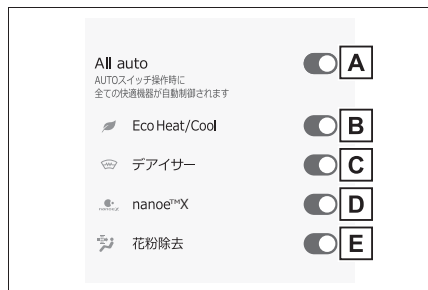 All auto
A
AUTOスイッチ操作時に
全ての快適機器が自動制御されます
Eco Heat/Cool
B
デアイサー
C
nanoe™X
D
花粉除去
E